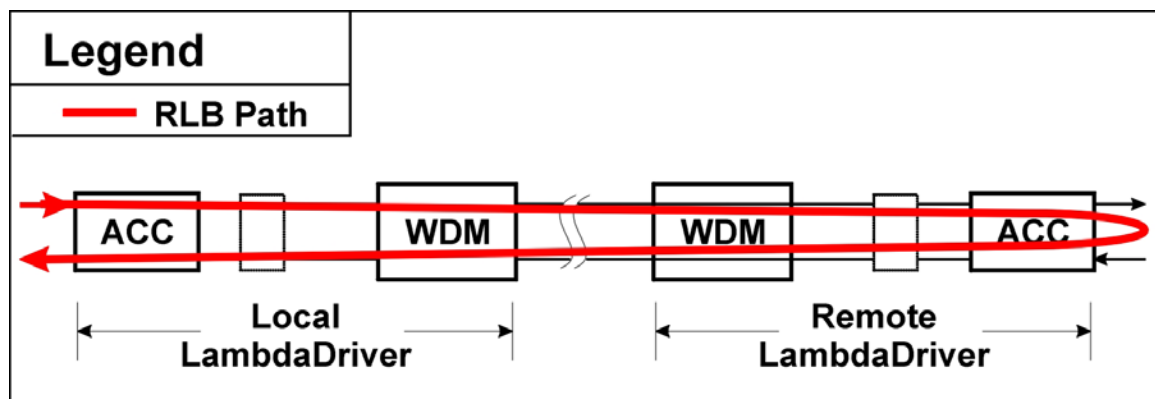 Legend
RLB Path
ACC
WDM
WDM
ACC
Local
LambdaDriver
Remote
LambdaDriver